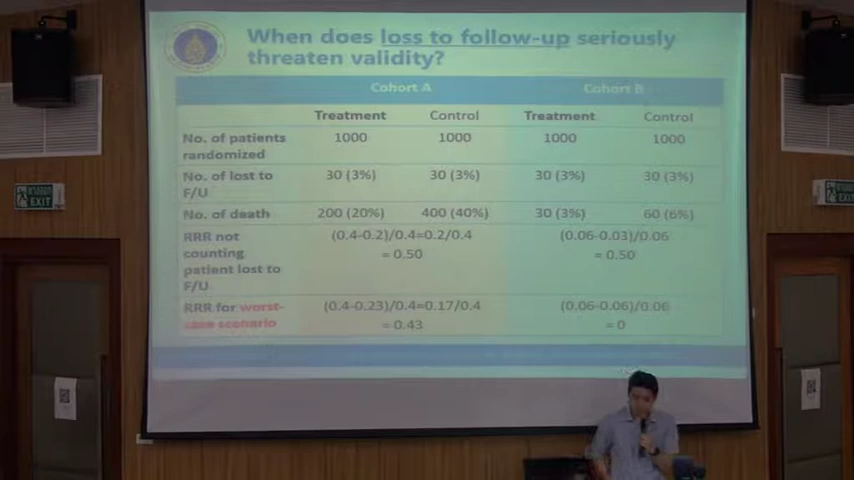 When does loss to follow-up seriously
threaten validity?
Cohort A Cohort B
Treatment Control Treatment Control
No. of patients randomized 1000 1000 1000 1000
No. of lost to F/U 30 (3%) 30 (3%) 30 (3%) 30 (3%)
No. of death 200 (20%) 400 (40%) 30 (3%) 60 (6%)
RRR not counting patient lost to F/U (0.4-0.2)/0.4=0.2/0.4 = 0.50 (0.06-0.03)/0.06 = 0.50
RRR for worst-case scenario (0.4-0.23)/0.4=0.17/0.4 = 0.43 (0.06-0.06)/0.06 = 0
EXIT
EXIT